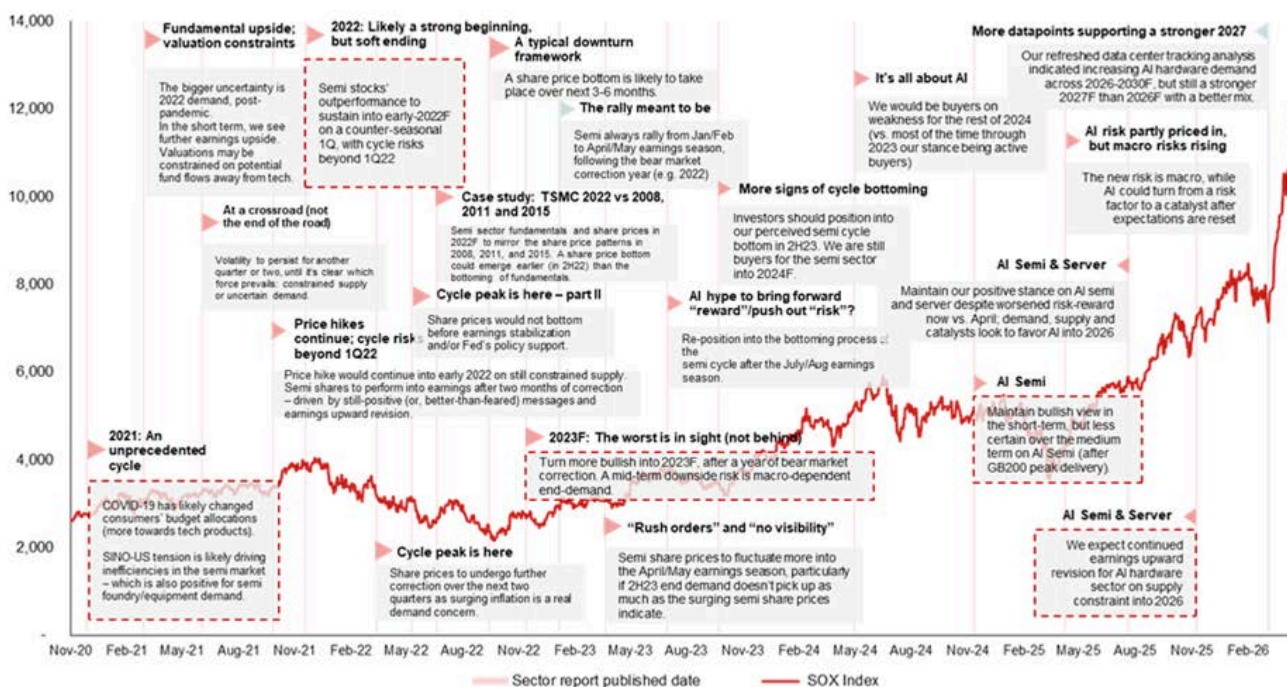 14,000
12,000
10,000
8,000
6,000
4,000
2,000
-
Fundamental upside;
valuation constraints
The bigger uncertainty is
2022 demand, post-
pandemic.
In the short term, we see
further earnings upside.
Valuations may be
constrained on potential
fund flows away from tech.
2022: Likely a strong beginning,
but soft ending
Semi stocks'
outperformance to
sustain into early-2022F
on a counter-seasonal
1Q, with cycle risks
beyond 1Q22
A typical downturn
framework
A share price bottom is likely to take
place over next 3-6 months.
The rally meant to be
Semi always rally from Jan/Feb
to April/May earnings season,
following the bear market
correction year (e.g. 2022)
It's all about AI
We would be buyers on
weakness for the rest of 2024
(vs. most of the time through
2023 our stance being active
buyers)
More datapoints supporting a stronger 2027
Our refreshed data center tracking analysis
indicated increasing AI hardware demand
across 2026-2030F, but still a stronger
2027F than 2026F with a better mix.
AI risk partly priced in,
but macro risks rising
The new risk is macro, while
AI could turn from a risk
factor to a catalyst after
expectations are reset
At a crossroad (not
the end of the road)
Volatility to persist for another
quarter or two, until it's clear which
force prevails: constrained supply
or uncertain demand.
Case study: TSMC 2022 vs 2008,
2011 and 2015
Semi sector fundamentals and share prices in
2022F to mirror the share price patterns in
2008, 2011, and 2015. A share price bottom
could emerge earlier (in 2H22) than the
bottoming of fundamentals.
More signs of cycle bottoming
Investors should position into
our perceived semi cycle
bottom in 2H23. We are still
buyers for the semi sector
into 2024F.
AI Semi & Server
Maintain our positive stance on AI semi
and server despite worsened risk-reward
now vs. April; demand, supply and
catalysts look to favor AI into 2026
Cycle peak is here – part II
Share prices would not bottom
before earnings stabilization
and/or Fed's policy support.
AI hype to bring forward
"reward"/push out "risk"?
Re-position into the bottoming process of
the
semi cycle after the July/Aug earnings
season.
Price hikes
continue; cycle risks
beyond 1Q22
Price hike would continue into early 2022 on still constrained supply.
Semi shares to perform into earnings after two months of correction
– driven by still-positive (or, better-than-feared) messages and
earnings upward revision.
AI Semi
Maintain bullish view in
the short-term, but less
certain over the medium
term on AI Semi (after
GB200 peak delivery).
2021: An
unprecedented
cycle
COVID-19 has likely changed
consumers' budget allocations
(more towards tech products).
SINO-US tension is likely driving
inefficiencies in the semi market
– which is also positive for semi
foundry/equipment demand.
2023F: The worst is in sight (not behind)
Turn more bullish into 2023F, after a year of bear market
correction. A mid-term downside risk is macro-dependent
end-demand.
Cycle peak is here
Share prices to undergo further
correction over the next two
quarters as surging inflation is a real
demand concern.
"Rush orders" and "no visibility"
Semi share prices to fluctuate more into
the April/May earnings season, particularly
if 2H23 end demand doesn't pick up as
much as the surging semi share prices
indicate.
AI Semi & Server
We expect continued
earnings upward
revision for AI hardware
sector on supply
constraint into 2026
Nov-20 Feb-21 May-21 Aug-21 Nov-21 Feb-22 May-22 Aug-22 Nov-22 Feb-23 May-23 Aug-23 Nov-23 Feb-24 May-24 Aug-24 Nov-24 Feb-25 May-25 Aug-25 Nov-25 Feb-26
Sector report published date SOX Index